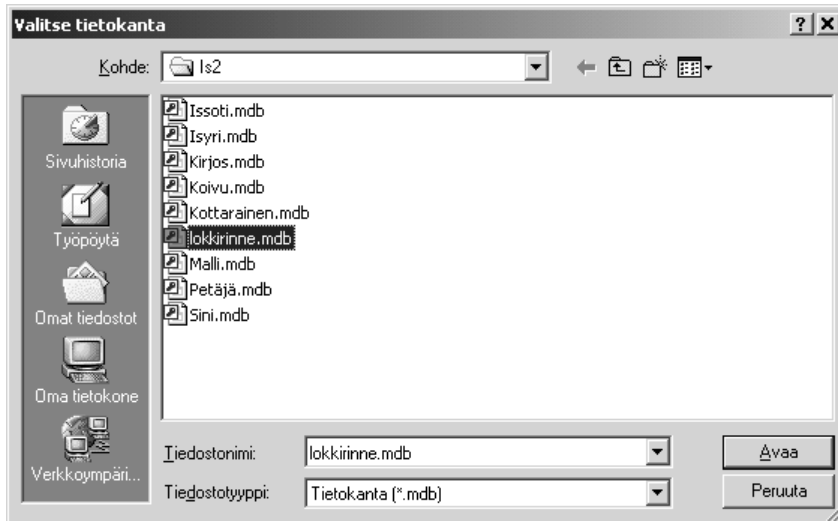 Valitse tietokanta
Kohde: Is2
Issoti.mdb
Isyri.mdb
Kirjos.mdb
Koivu.mdb
Kottarainen.mdb
lokkirinne.mdb
Malli.mdb
Petäjä.mdb
Sini.mdb
Sivuhistoria
Työpöytä
Omat tiedostot
Oma tietokone
Verkkoympäri...
Tiedostonimi: lokkirinne.mdb Avaa
Tiedostotyyppi: Tietokanta (*.mdb) Peruuta